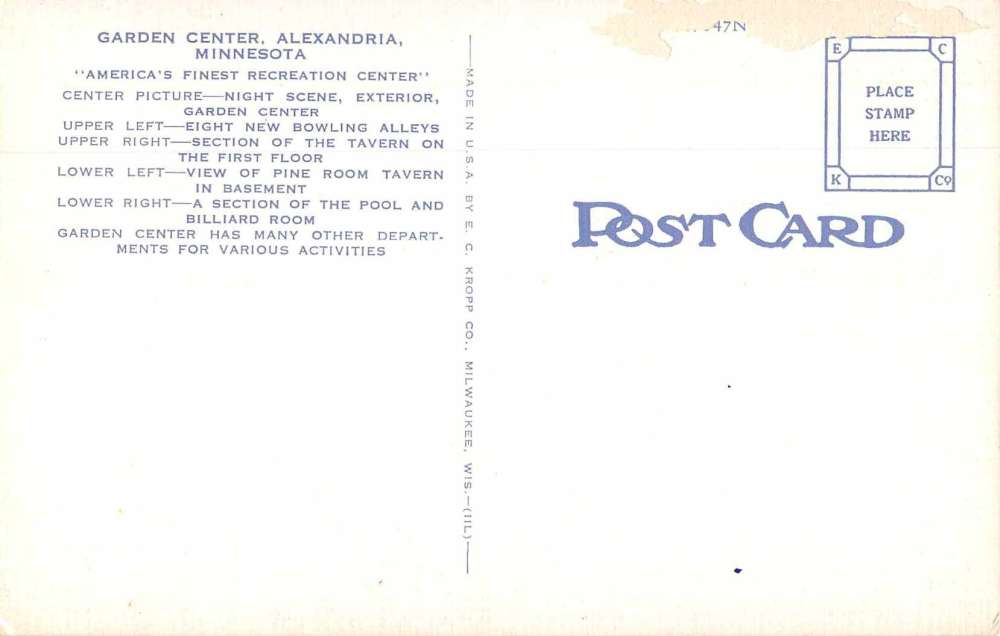 GARDEN CENTER, ALEXANDRIA,
MINNESOTA
"AMERICA'S FINEST RECREATION CENTER"
CENTER PICTURE—NIGHT SCENE, EXTERIOR,
GARDEN CENTER
UPPER LEFT—EIGHT NEW BOWLING ALLEYS
UPPER RIGHT—SECTION OF THE TAVERN ON
THE FIRST FLOOR
LOWER LEFT—VIEW OF PINE ROOM TAVERN
IN BASEMENT
LOWER RIGHT—A SECTION OF THE POOL AND
BILLIARD ROOM
GARDEN CENTER HAS MANY OTHER DEPART-
MENTS FOR VARIOUS ACTIVITIES
—MADE IN U.S.A. BY E. C. KROPP CO., MILWAUKEE, WIS.—(IIL)—
47N
E C
PLACE
STAMP
HERE
K Co
POST CARD